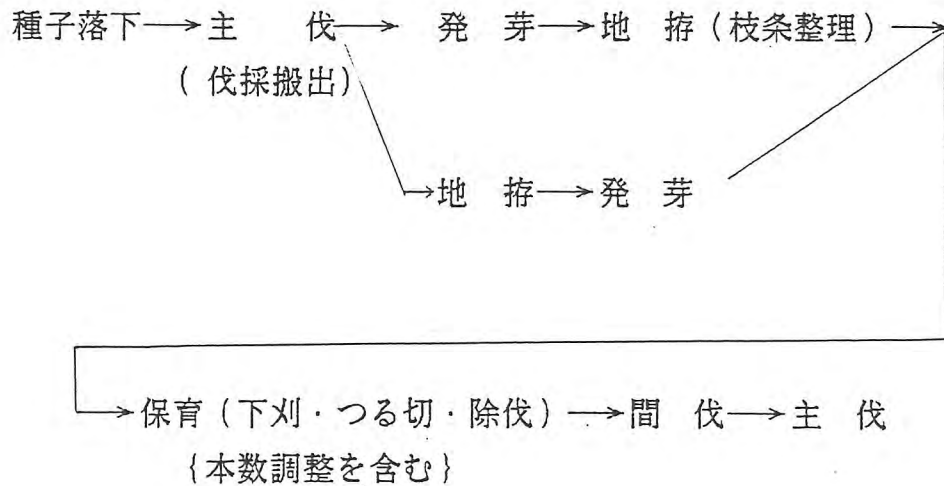 種子落下→主 伐→ 発 芽→地 拵(枝条整理)→
(伐採搬出)
→地 拵→発 芽
→保育(下刈・つる切・除伐)→間 伐→主 伐
{本数調整を含む}